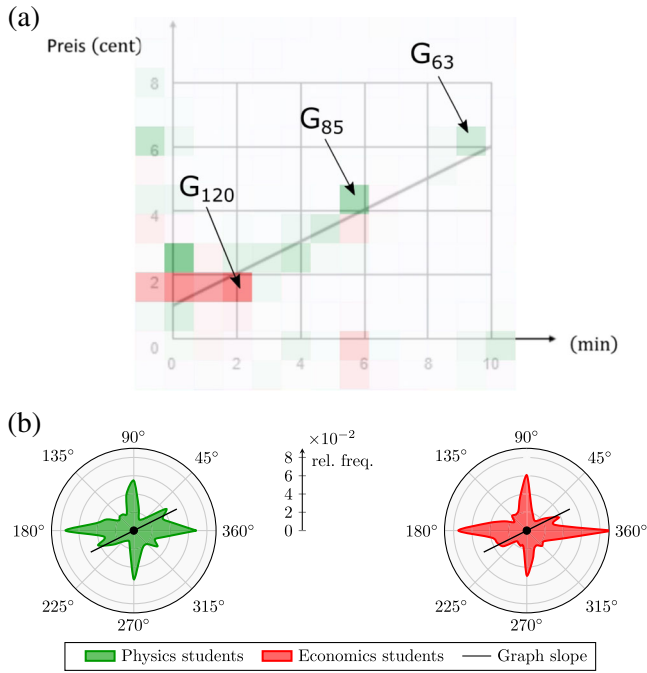 (a)
Preis (cent)
G63
G85
G120
8
6
4
2
0
0 2 4 6 8 10
(min)
(b)
90°
135° 45°
180° 360°
225° 315°
270°
×10⁻²
8 rel. freq.
6
4
2
0
90°
135° 45°
180° 360°
225° 315°
270°
Physics students Economics students Graph slope